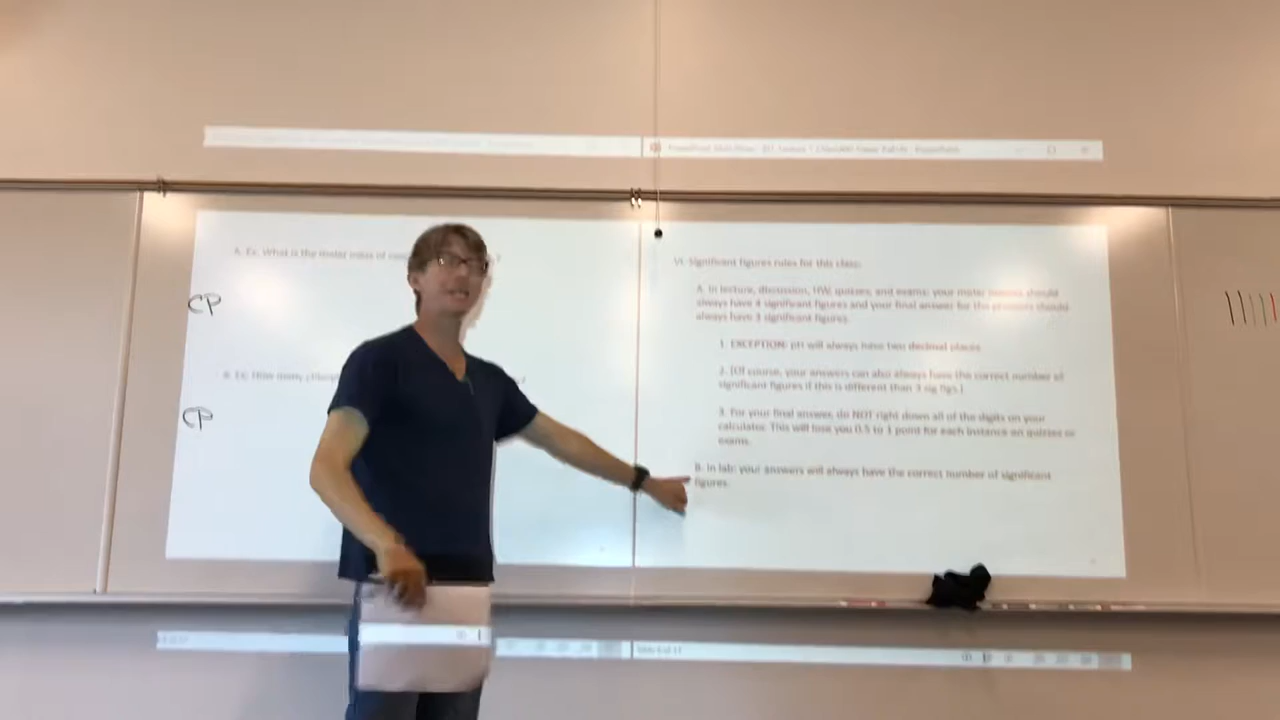 A. Ex. What is the molar mass of
?
CP
B. Ex. How many
?
CP
VI. Significant figures rules for this class:
A. In lecture, discussion, HW, quizzes, and exams: your molar masses should
always have 4 significant figures and your final answer for the problems should
always have 3 significant figures.
1. EXCEPTION: pH will always have two decimal places.
2. (Of course, your answers can also always have the correct number of
significant figures if this is different than 3 sig figs.)
3. For your final answer, do NOT right down all of the digits on your
calculator. This will lose you 0.5 to 1 point for each instance on quizzes or
exams.
B. In lab: your answers will always have the correct number of significant
figures.